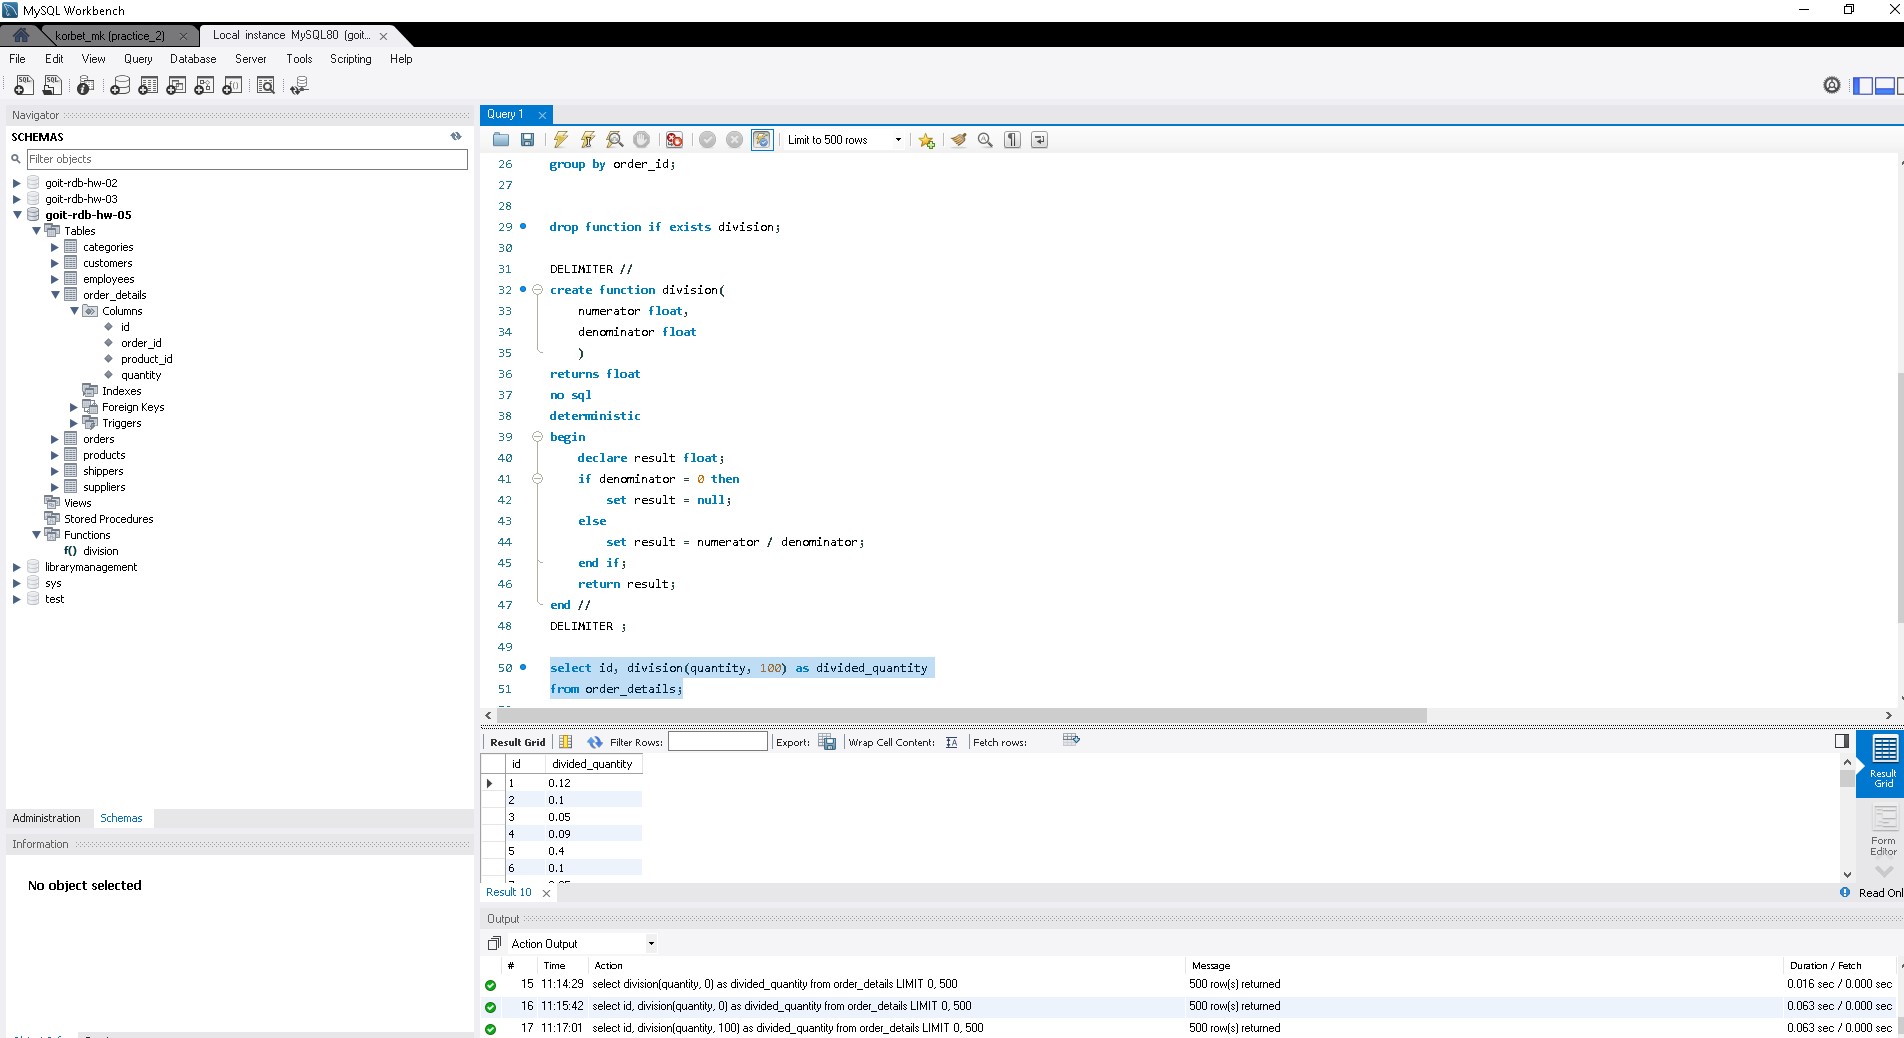 MySQL Workbench
korbet_mk (practice_2)
Local instance MySQL80 (goit...
File Edit View Query Database Server Tools Scripting Help
Navigator
SCHEMAS
Filter objects
goit-rdb-hw-02
goit-rdb-hw-03
goit-rdb-hw-05
Tables
categories
customers
employees
order_details
Columns
id
order_id
product_id
quantity
Indexes
Foreign Keys
Triggers
orders
products
shippers
suppliers
Views
Stored Procedures
Functions
f() division
librarymanagement
sys
test
Administration Schemas
Information
No object selected
Query 1
Limit to 500 rows
26 group by order_id;
27
28
29 drop function if exists division;
30
31 DELIMITER //
32 create function division(
33 numerator float,
34 denominator float
35 )
36 returns float
37 no sql
38 deterministic
39 begin
40 declare result float;
41 if denominator = 0 then
42 set result = null;
43 else
44 set result = numerator / denominator;
45 end if;
46 return result;
47 end //
48 DELIMITER ;
49
50 select id, division(quantity, 100) as divided_quantity
51 from order_details;
Result Grid Filter Rows: Export: Wrap Cell Content: Fetch rows:
id divided_quantity
1 0.12
2 0.1
3 0.05
4 0.09
5 0.4
6 0.1
Result Grid
Form Editor
Result 10
Read Onl
Output
Action Output
# Time Action Message Duration / Fetch
15 11:14:29 select division(quantity, 0) as divided_quantity from order_details LIMIT 0, 500 500 row(s) returned 0.016 sec / 0.000 sec
16 11:15:42 select id, division(quantity, 0) as divided_quantity from order_details LIMIT 0, 500 500 row(s) returned 0.063 sec / 0.000 sec
17 11:17:01 select id, division(quantity, 100) as divided_quantity from order_details LIMIT 0, 500 500 row(s) returned 0.063 sec / 0.000 sec